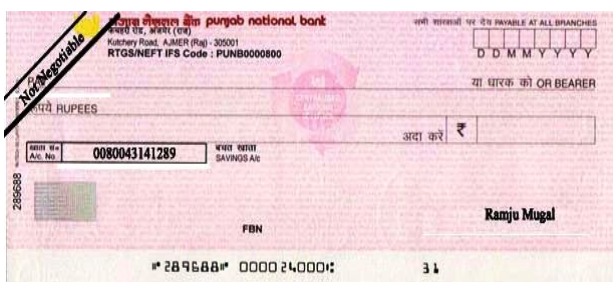 पंजाब नैशनल बैंक punjab national bank
सभी शाखाओं पर देय PAYABLE AT ALL BRANCHES
कचहरी रोड, अजमेर (राज)
Kutchery Road, AJMER (Raj) - 305001
RTGS/NEFT IFS Code : PUNB0000800
D D M M Y Y Y Y
Not Negotiable
या धारक को OR BEARER
रुपये RUPEES
अदा करें ₹
खाता सं०
A/c. No.
0080043141289
बचत खाता
SAVINGS A/c
289688
Ramju Mugal
FBN
⑈289688⑈ 000024000⑆ 31